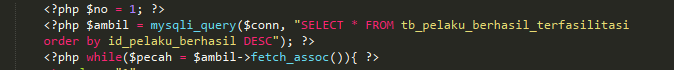 <?php $no = 1; ?>
<?php $ambil = mysqli_query($conn, "SELECT * FROM tb_pelaku_berhasil_terfasilitasi
order by id_pelaku_berhasil DESC"); ?>
<?php while($pecah = $ambil->fetch_assoc()){ ?>